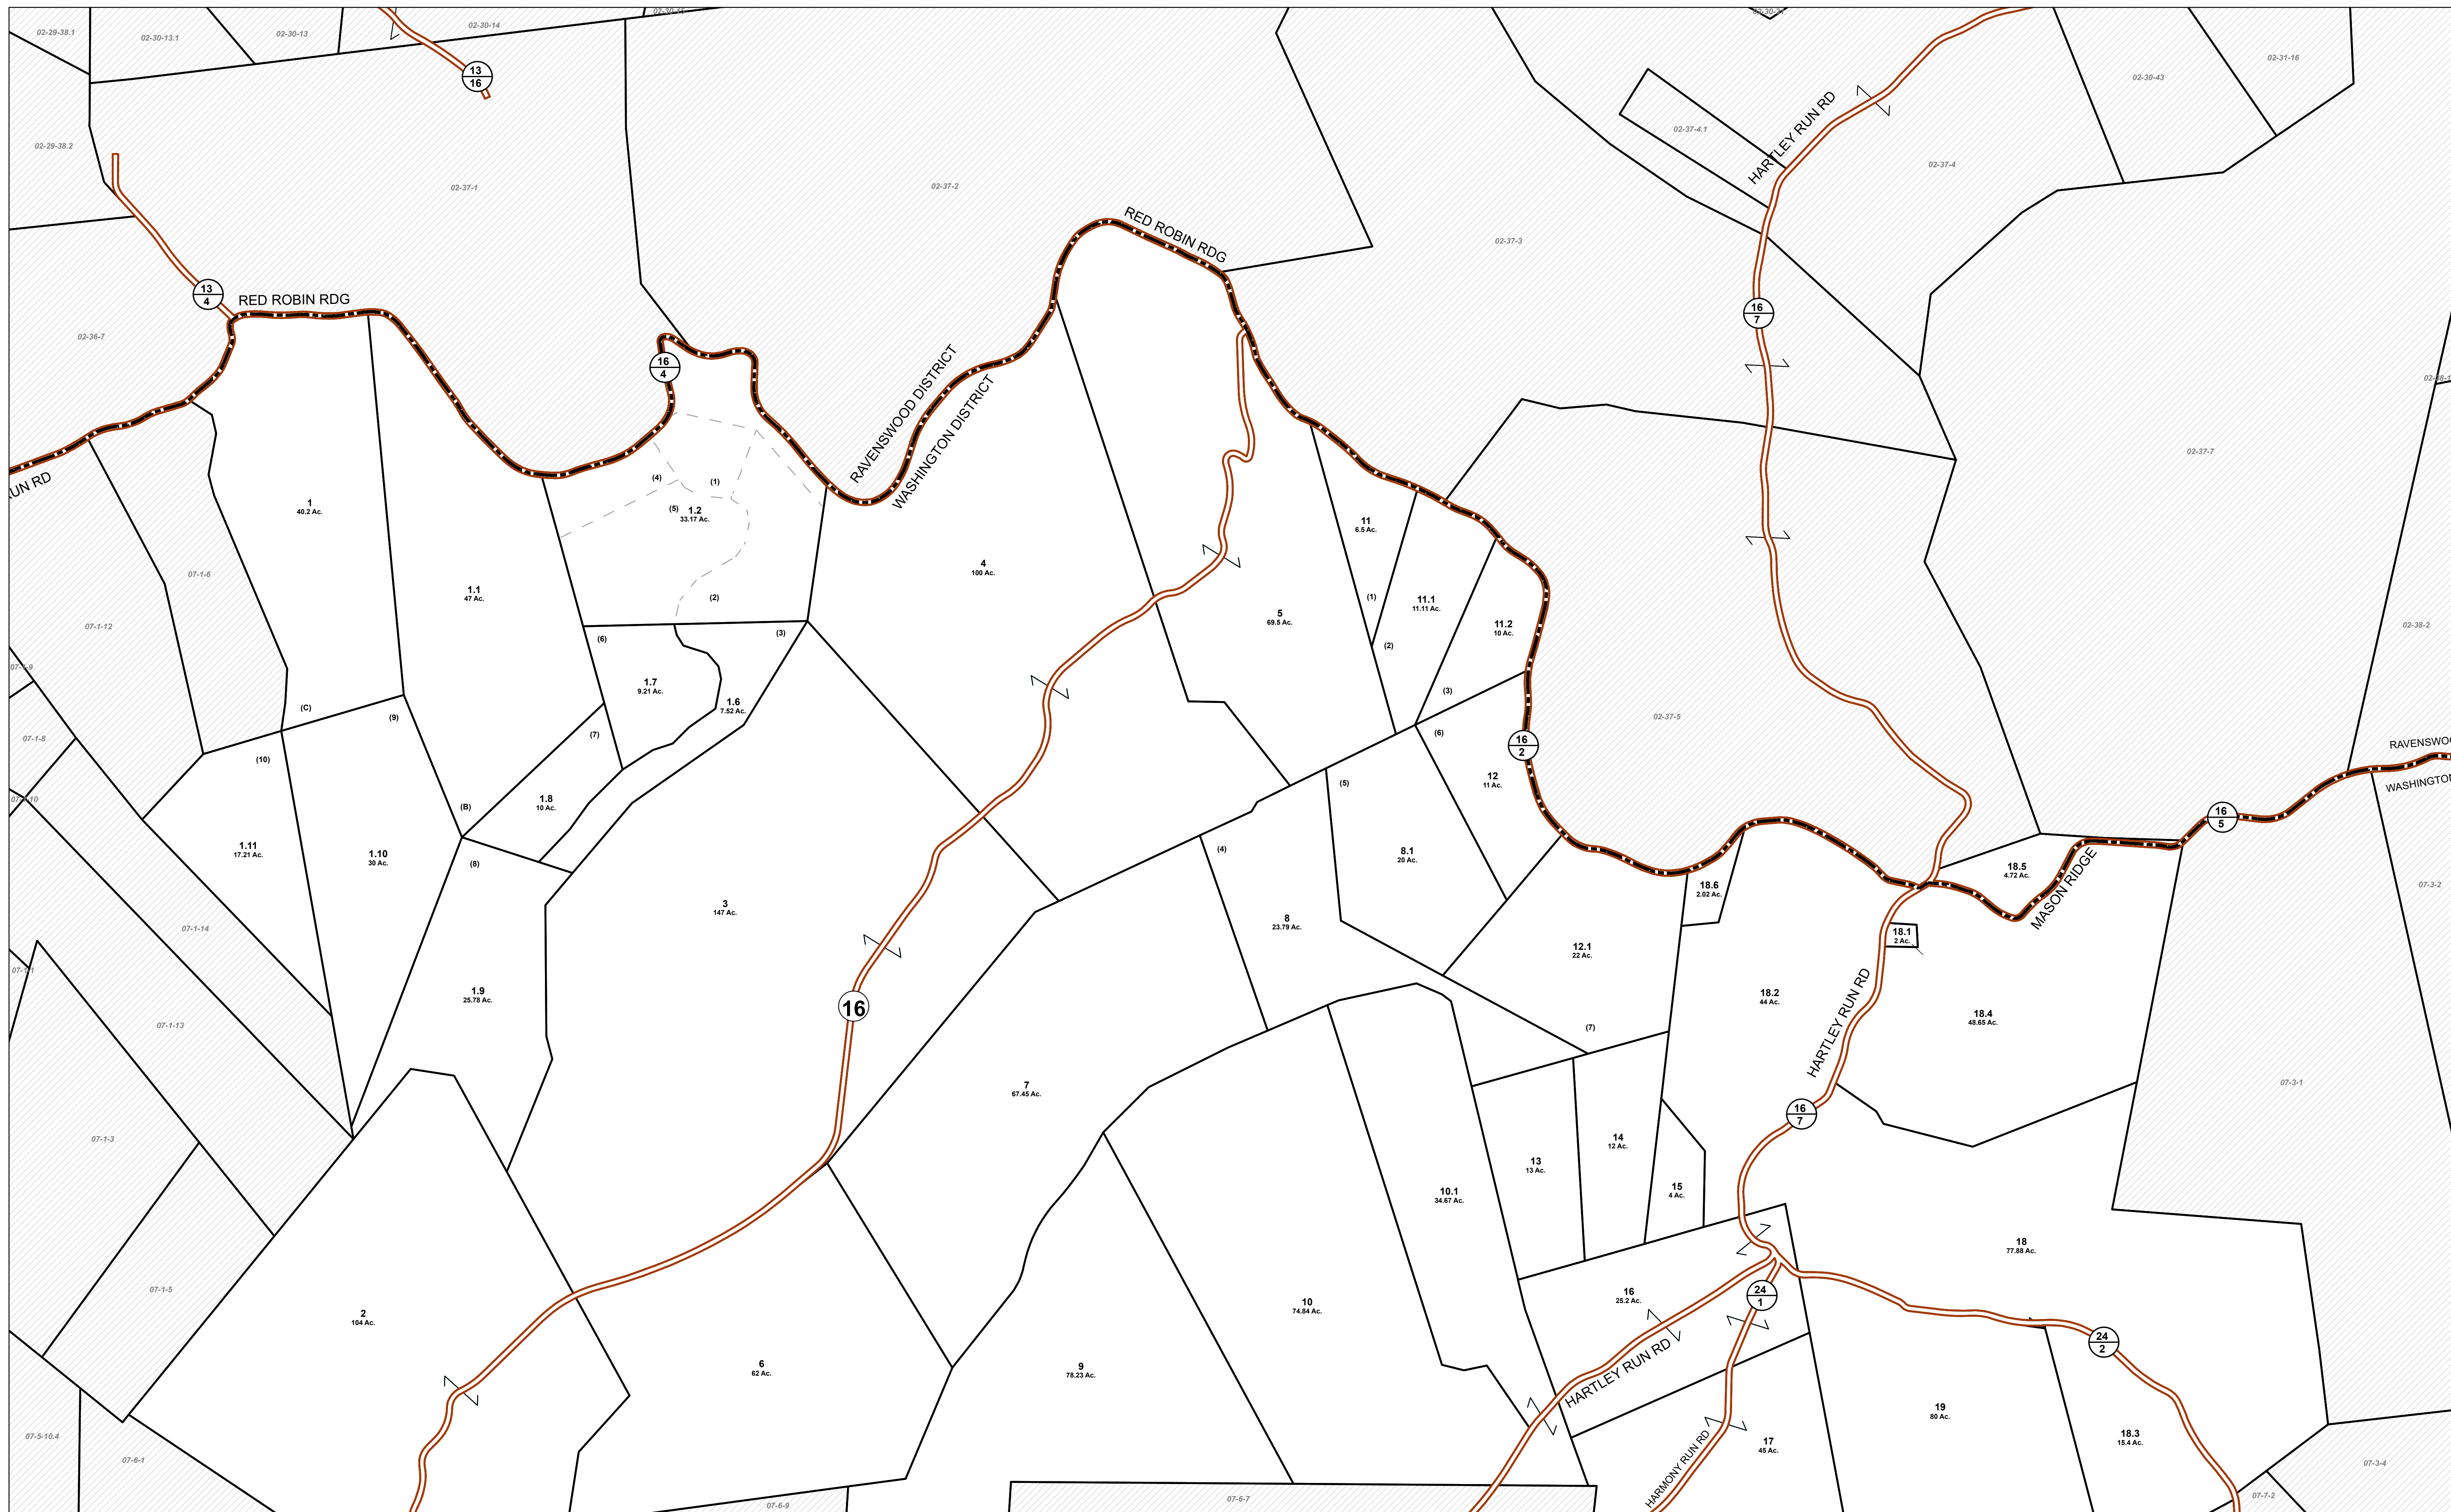 02-30-15
02-30-14
02-29-38.1
02-30-13.1
02-30-13
13
16
02-31-16
02-30-43
HARTLEY RUN RD
02-37-4.1
02-29-38.2
02-37-4
02-37-1
02-37-2
RED ROBIN RDG
02-37-3
13
4
RED ROBIN RDG
16
7
02-36-7
16
4
RAVENSWOOD DISTRICT
WASHINGTON DISTRICT
02-37-7
UN RD
(4)
(1)
1
40.2 Ac.
(5)
1.2
33.17 Ac.
11
6.5 Ac.
4
100 Ac.
07-1-6
1.1
47 Ac.
(2)
(1)
11.1
11.11 Ac.
5
69.5 Ac.
11.2
10 Ac.
07-1-12
02-38-2
(6)
(3)
(2)
07-1-9
1.7
9.21 Ac.
1.6
7.52 Ac.
(3)
(C)
(9)
02-37-5
(7)
(6)
07-1-8
16
2
RAVENSWO
WASHINGTON
(10)
12
11 Ac.
(5)
1.8
10 Ac.
(B)
16
5
1.11
17.21 Ac.
1.10
30 Ac.
(8)
(4)
8.1
20 Ac.
18.5
4.72 Ac.
MASON RIDGE
18.6
2.02 Ac.
07-3-2
3
147 Ac.
8
23.79 Ac.
18.1
2 Ac.
07-1-14
12.1
22 Ac.
07-1-1
1.9
25.78 Ac.
18.2
44 Ac.
HARTLEY RUN RD
16
18.4
48.65 Ac.
07-1-13
(7)
7
67.45 Ac.
07-3-1
16
7
07-1-3
14
12 Ac.
13
13 Ac.
10.1
34.67 Ac.
15
4 Ac.
18
77.88 Ac.
07-1-5
16
25.2 Ac.
24
1
10
74.84 Ac.
2
104 Ac.
24
2
6
62 Ac.
9
78.23 Ac.
HARTLEY RUN RD
19
80 Ac.
07-5-10.4
17
45 Ac.
18.3
15.4 Ac.
HARMONY RUN RD
07-6-1
07-3-4
07-6-9
07-6-7
07-7-2